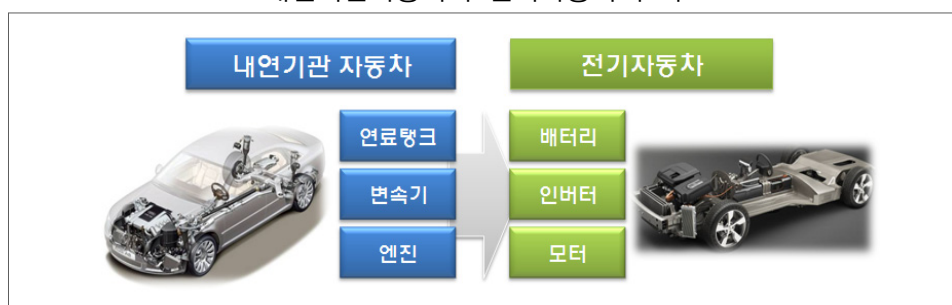 내연기관 자동차
전기자동차
연료탱크
배터리
변속기
인버터
엔진
모터